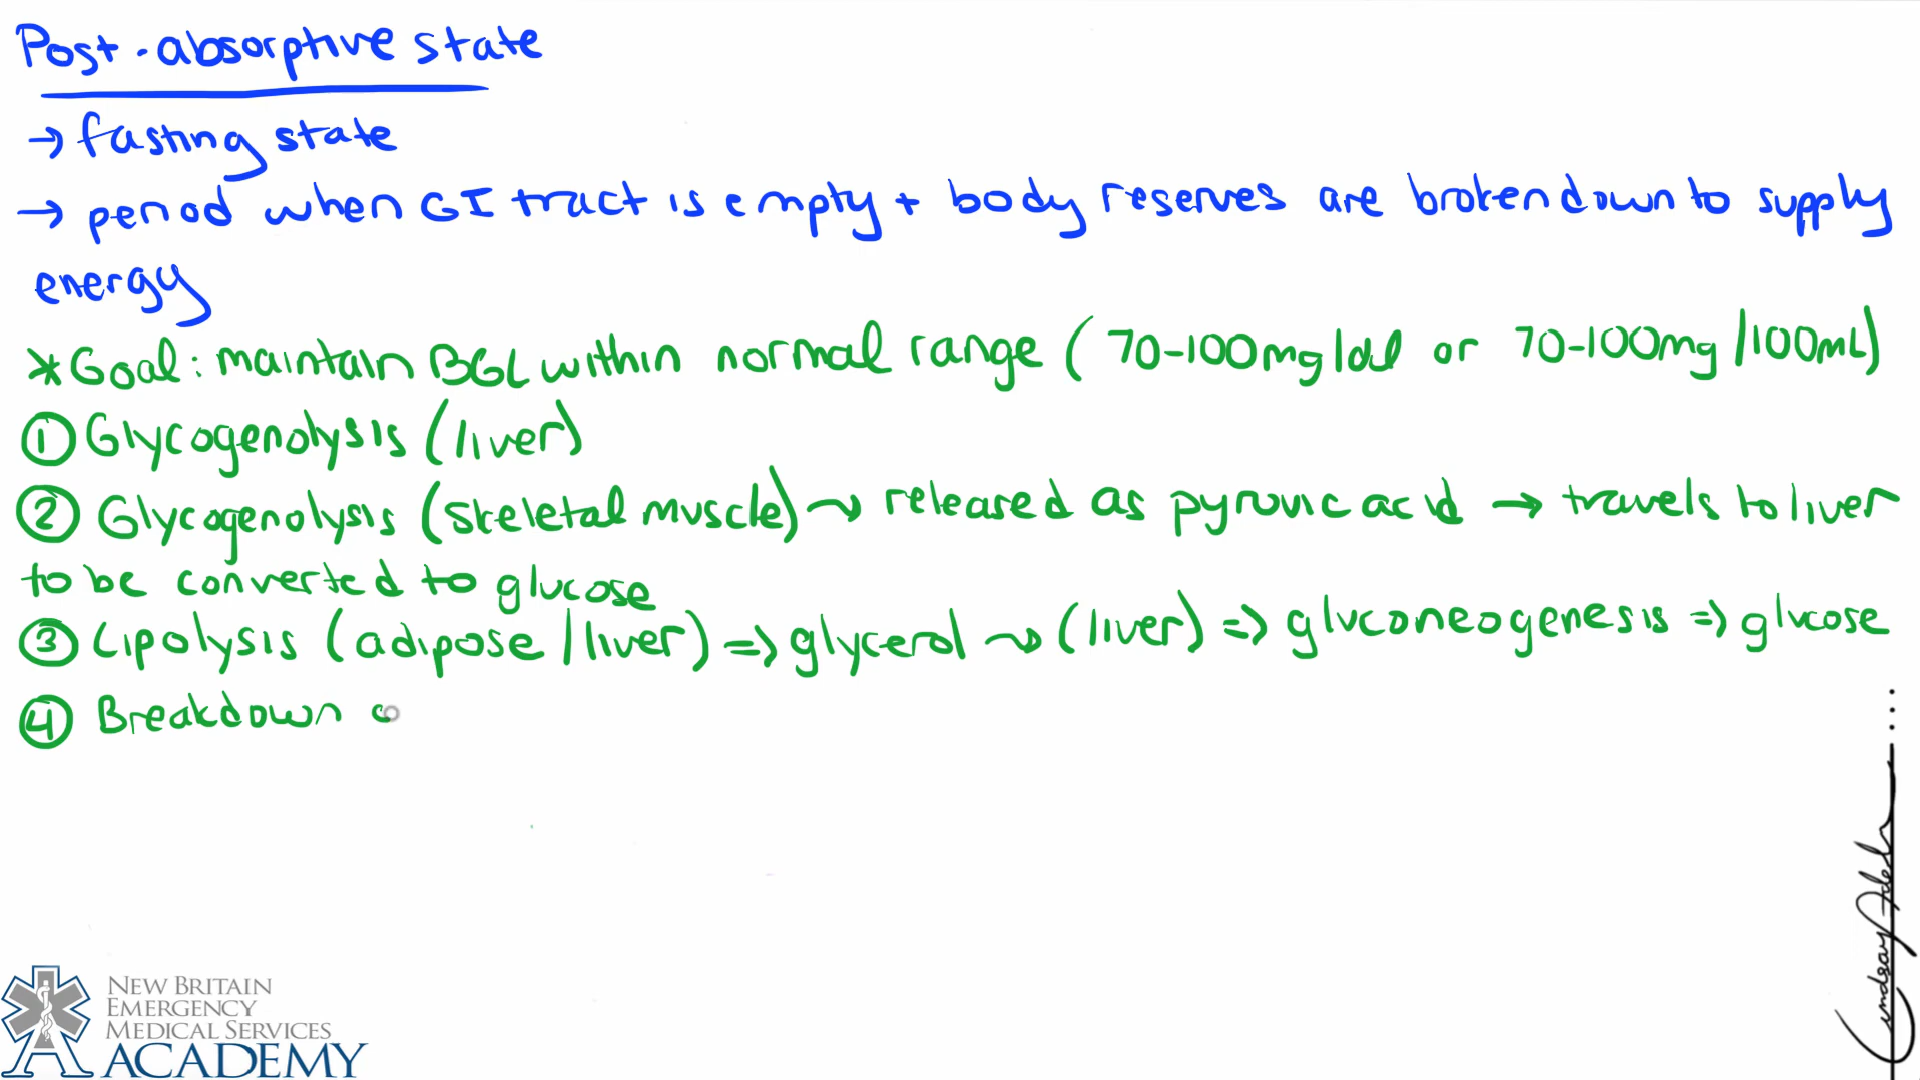 Post-absorptive state
→ fasting state
→ period when GI tract is empty + body reserves are broken down to supply
energy
*Goal: maintain BGL within normal range (70-100mg/dl or 70-100mg/100mL)
① Glycogenolysis (liver)
② Glycogenolysis (skeletal muscle) → released as pyruvic acid → travels to liver
to be converted to glucose
③ Lipolysis (adipose/liver) => glycerol → (liver) => gluconeogenesis => glucose
④ Breakdown o
NEW BRITAIN
EMERGENCY
MEDICAL SERVICES
ACADEMY
Lindsay